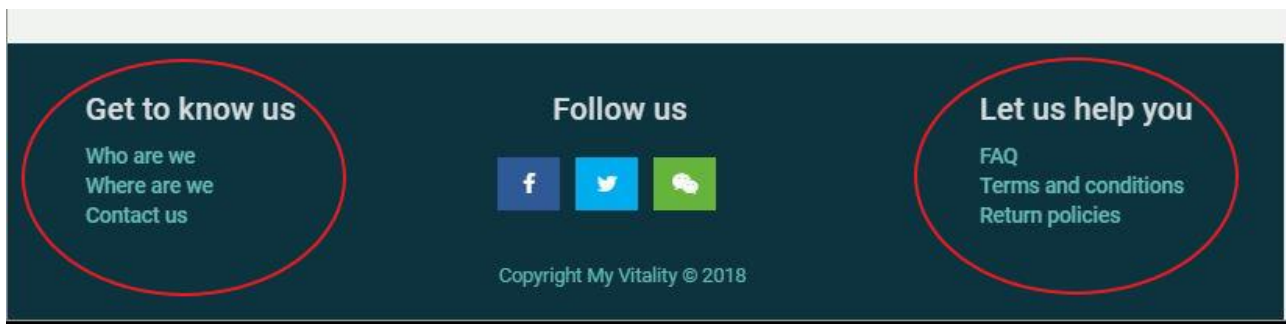 Get to know us
Who are we
Where are we
Contact us
Follow us
Copyright My Vitality © 2018
Let us help you
FAQ
Terms and conditions
Return policies